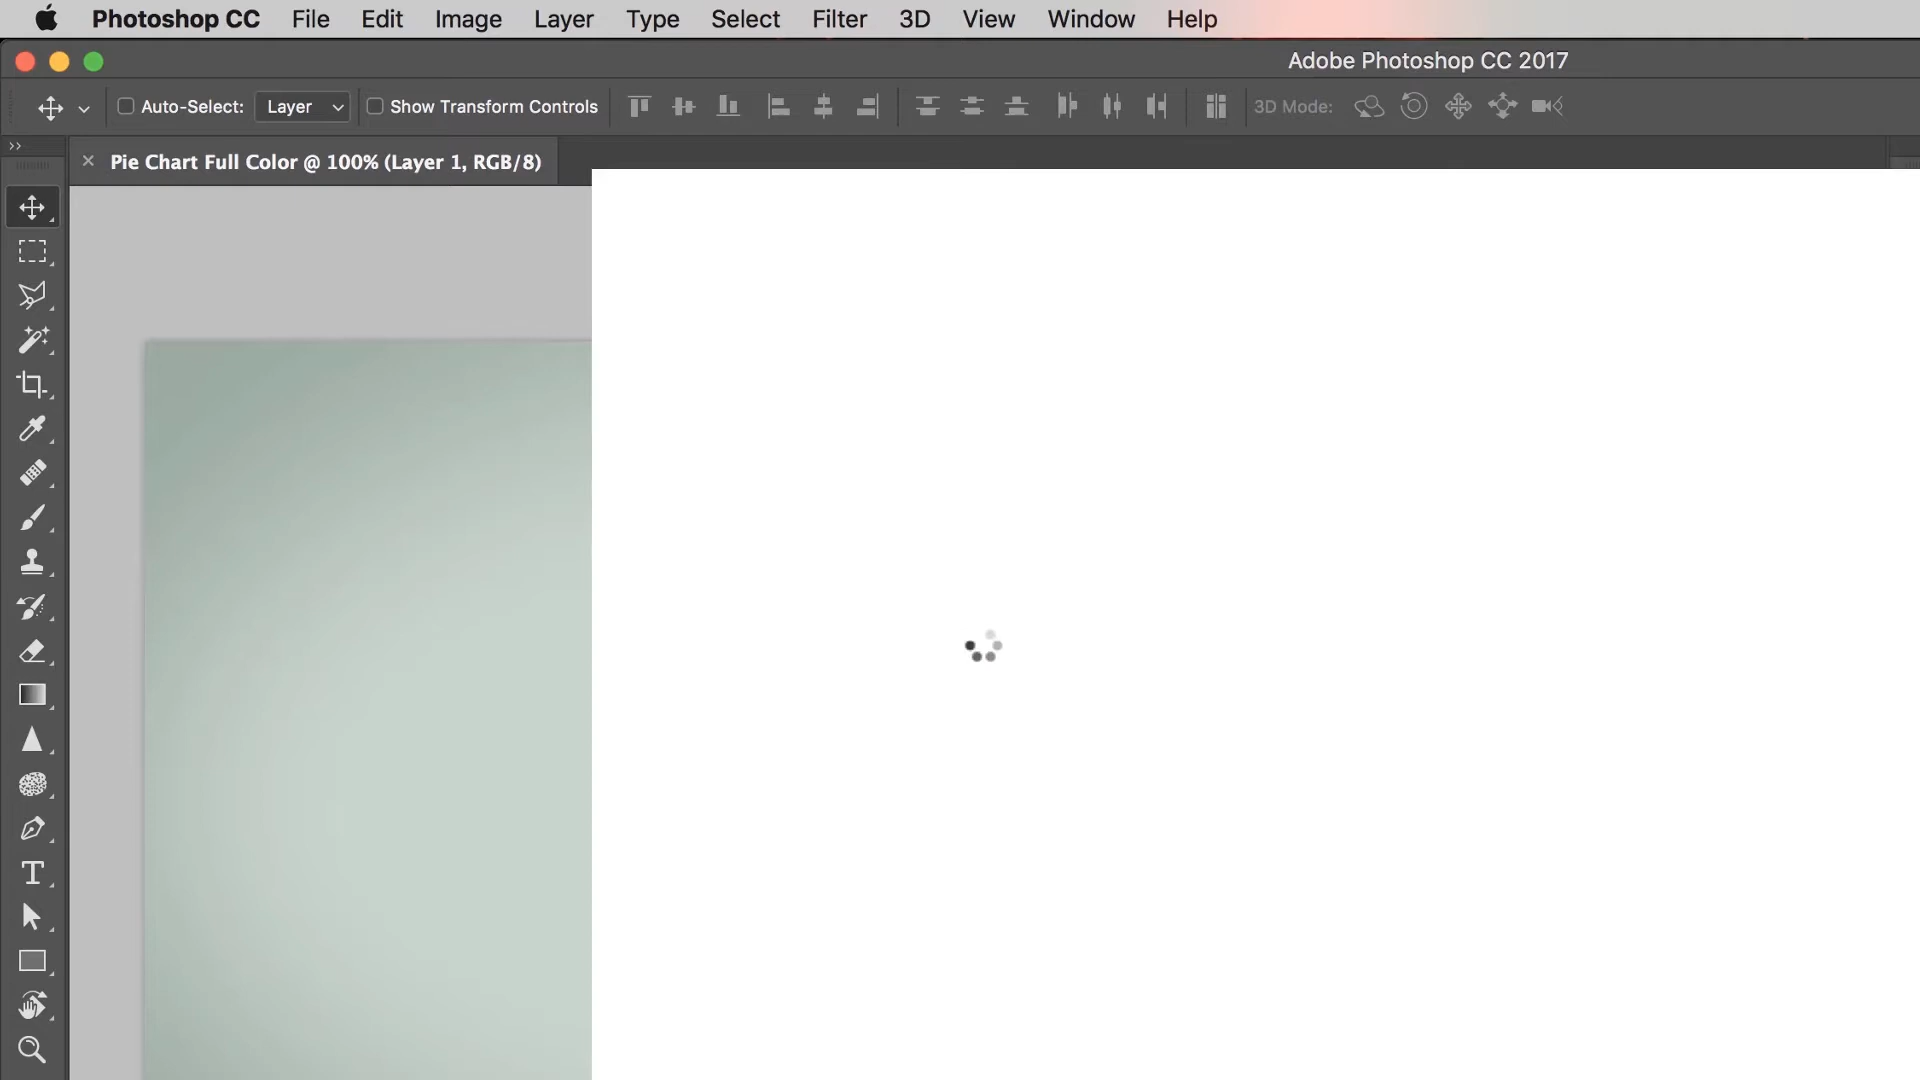 Photoshop CC File Edit Image Layer Type Select Filter 3D View Window Help
Adobe Photoshop CC 2017
Auto-Select: Layer Show Transform Controls 3D Mode:
Pie Chart Full Color @ 100% (Layer 1, RGB/8)